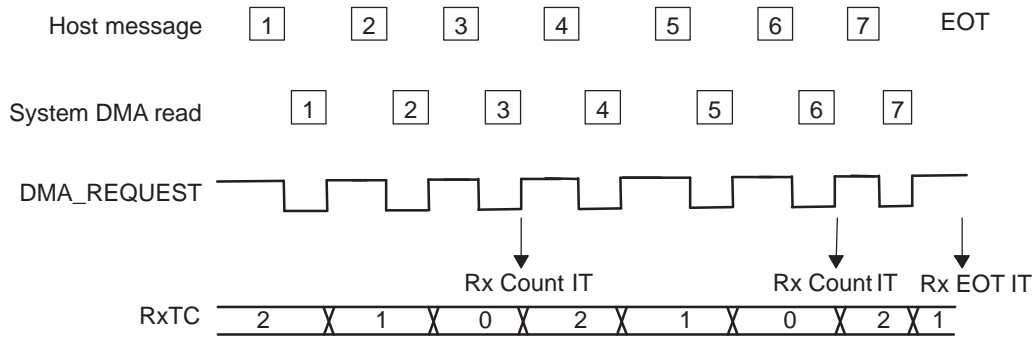 Host message 1 2 3 4 5 6 7 EOT
System DMA read 1 2 3 4 5 6 7
DMA_REQUEST
Rx Count IT Rx Count IT Rx EOT IT
RxTC 2 1 0 2 1 0 2 1